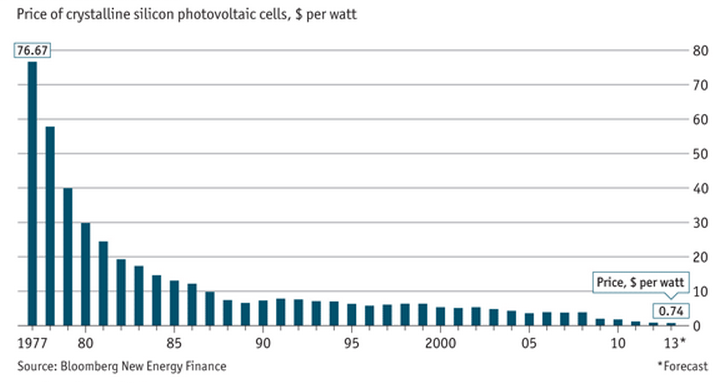 Price of crystalline silicon photovoltaic cells, $ per watt
76.67
80
70
60
50
40
30
20
Price, $ per watt
10
0.74
0
1977 80 85 90 95 2000 05 10 13*
Source: Bloomberg New Energy Finance *Forecast